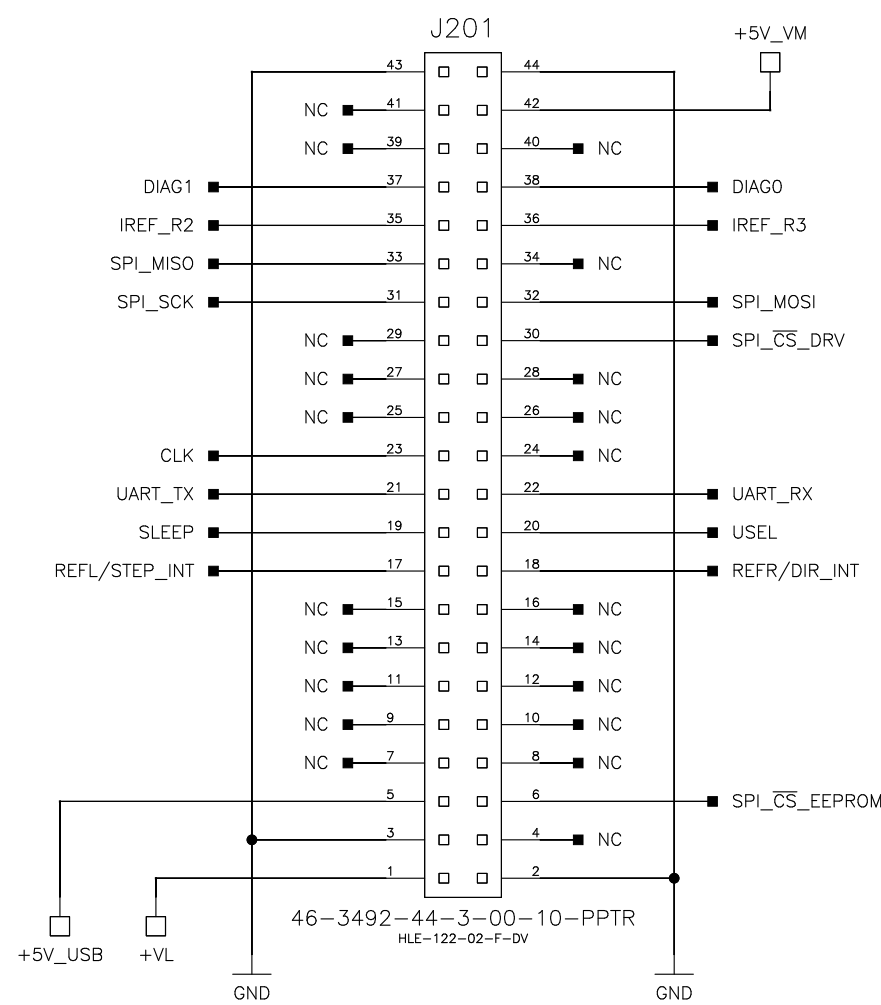 J201
+5V_VM
43 44
NC 41 42
NC 39 40 NC
DIAG1 37 38 DIAG0
IREF_R2 35 36 IREF_R3
SPI_MISO 33 34 NC
SPI_SCK 31 32 SPI_MOSI
NC 29 30 SPI_C̅S̅_DRV
NC 27 28 NC
NC 25 26 NC
CLK 23 24 NC
UART_TX 21 22 UART_RX
SLEEP 19 20 USEL
REFL/STEP_INT 17 18 REFR/DIR_INT
NC 15 16 NC
NC 13 14 NC
NC 11 12 NC
NC 9 10 NC
NC 7 8 NC
5 6 SPI_C̅S̅_EEPROM
3 4 NC
1 2
46-3492-44-3-00-10-PPTR
HLE-122-02-F-DV
+5V_USB +VL
GND GND